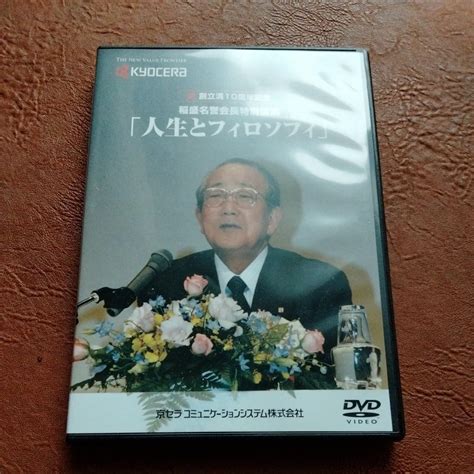 THE NEW VALUE FRONTIER
KYOCERA
創立満10周年記念
稲盛名誉会長特別講演
「人生とフィロソフィ」
京セラ コミュニケーションシステム株式会社
DVD
VIDEO